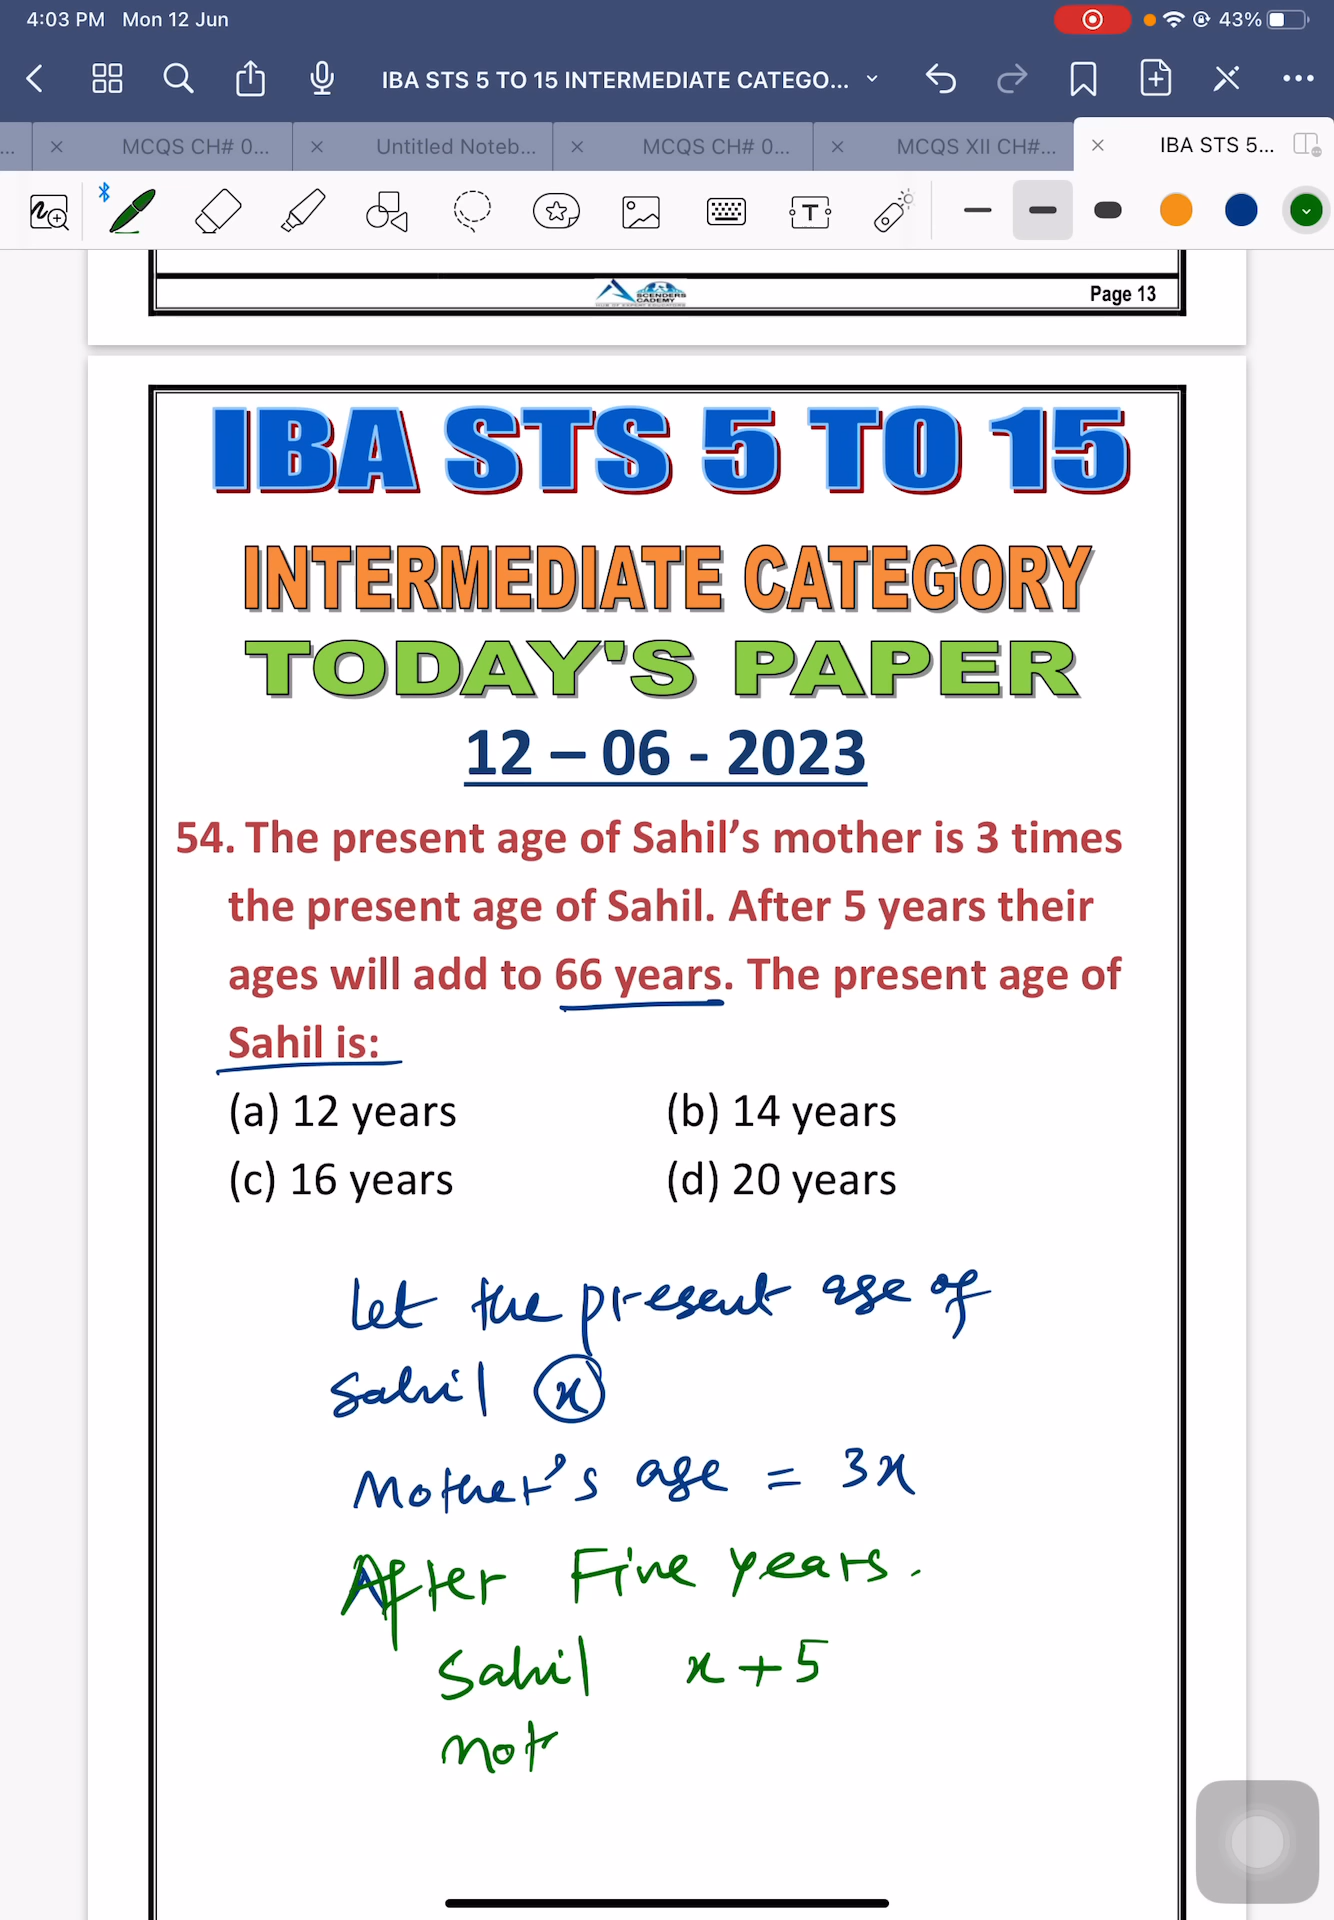 4:03 PM Mon 12 Jun
43%
IBA STS 5 TO 15 INTERMEDIATE CATEGO...
MCQS CH# 0...
Untitled Noteb...
MCQS CH# 0...
MCQS XII CH#...
IBA STS 5...
Page 13
IBA STS 5 TO 15
INTERMEDIATE CATEGORY
TODAY'S PAPER
12 – 06 - 2023
54. The present age of Sahil’s mother is 3 times
the present age of Sahil. After 5 years their
ages will add to 66 years. The present age of
Sahil is:
(a) 12 years (b) 14 years
(c) 16 years (d) 20 years
Let the present age of
Sahil x
Mother's age = 3x
After Five years.
Sahil x + 5
mot